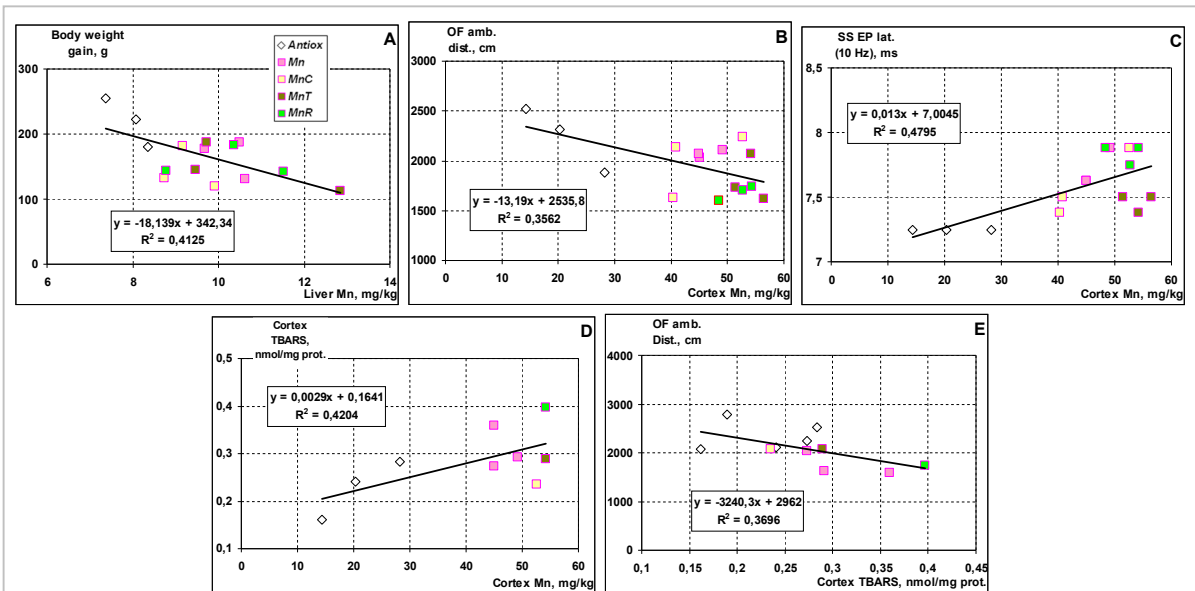 Body weight
gain, g
A
Antiox
Mn
MnC
MnT
MnR
300
200
100
0
y = -18,139x + 342,34
R² = 0,4125
6 8 10 12 14
Liver Mn, mg/kg
OF amb.
dist., cm
B
3000
2500
2000
1500
1000
y = -13,19x + 2535,8
R² = 0,3562
0 10 20 30 40 50 60
Cortex Mn, mg/kg
SS EP lat.
(10 Hz), ms
C
8,5
8
7,5
7
y = 0,013x + 7,0045
R² = 0,4795
0 10 20 30 40 50 60
Cortex Mn, mg/kg
Cortex
TBARS,
nmol/mg prot.
D
0,5
0,4
0,3
0,2
0,1
y = 0,0029x + 0,1641
R² = 0,4204
0 10 20 30 40 50 60
Cortex Mn, mg/kg
OF amb.
Dist., cm
E
4000
3000
2000
1000
0
y = -3240,3x + 2962
R² = 0,3696
0,1 0,15 0,2 0,25 0,3 0,35 0,4 0,45
Cortex TBARS, nmol/mg prot.